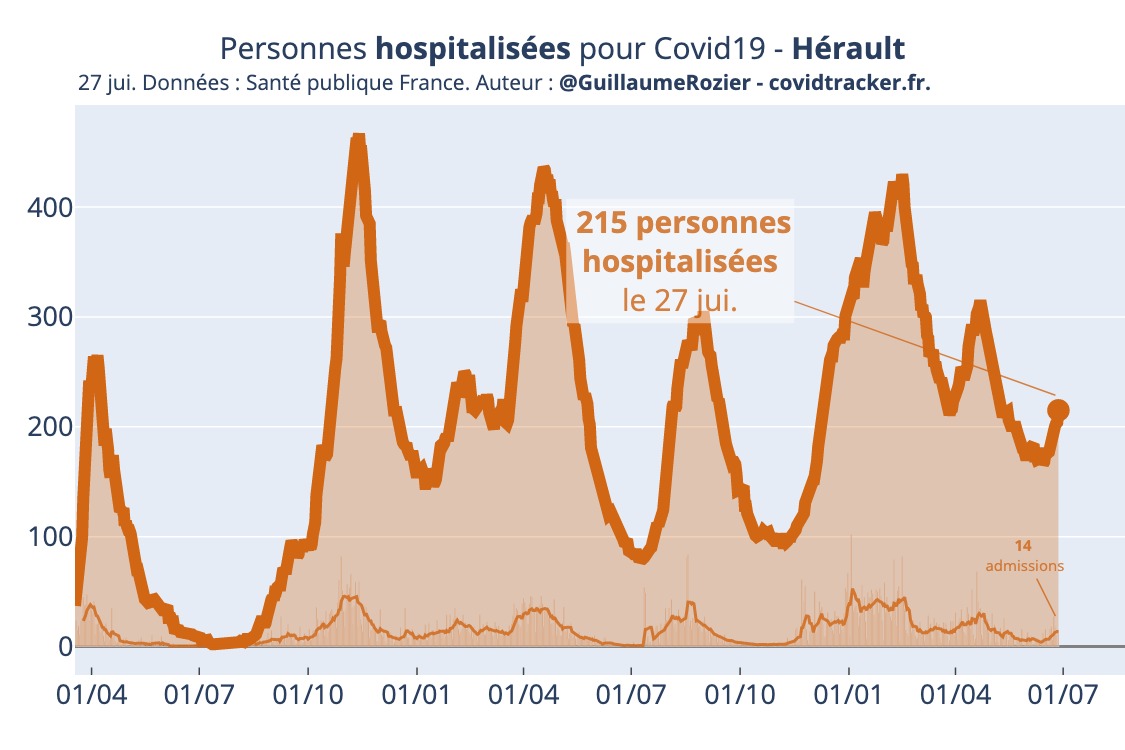 Personnes hospitalisées pour Covid19 - Hérault
27 jui. Données : Santé publique France. Auteur : @GuillaumeRozier - covidtracker.fr.
400
300
200
100
0
215 personnes
hospitalisées
le 27 jui.
14
admissions
01/04 01/07 01/10 01/01 01/04 01/07 01/10 01/01 01/04 01/07